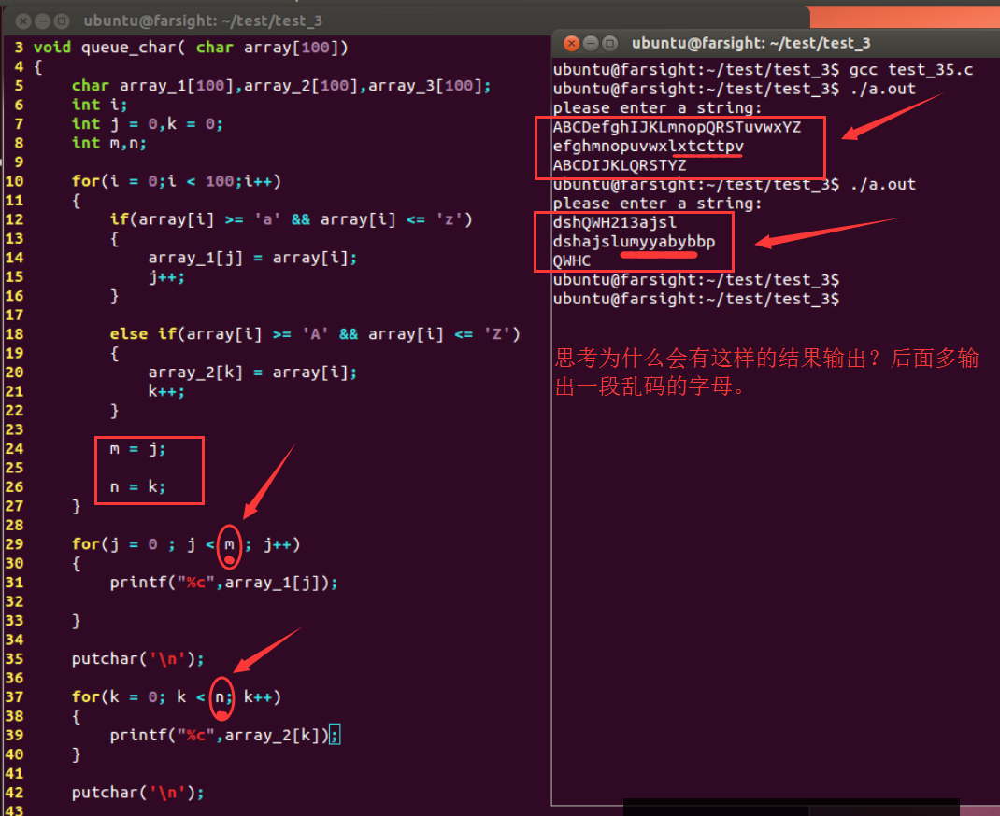 ubuntu@farsight: ~/test/test_3
3 void queue_char( char array[100])
4 {
5 char array_1[100],array_2[100],array_3[100];
6 int i;
7 int j = 0,k = 0;
8 int m,n;
9
10 for(i = 0;i < 100;i++)
11 {
12 if(array[i] >= 'a' && array[i] <= 'z')
13 {
14 array_1[j] = array[i];
15 j++;
16 }
17
18 else if(array[i] >= 'A' && array[i] <= 'Z')
19 {
20 array_2[k] = array[i];
21 k++;
22 }
23
24 m = j;
25
26 n = k;
27 }
28
29 for(j = 0 ; j < m ; j++)
30 {
31 printf("%c",array_1[j]);
32
33 }
34
35 putchar('\n');
36
37 for(k = 0; k < n; k++)
38 {
39 printf("%c",array_2[k]);
40 }
41
42 putchar('\n');
43
ubuntu@farsight: ~/test/test_3
ubuntu@farsight:~/test/test_3$ gcc test_35.c
ubuntu@farsight:~/test/test_3$ ./a.out
please enter a string:
ABCDefghIJKLmnopQRSTuvwxYZ
efghmnopuvwxlxtcttpv
ABCDIJKLQRSTYZ
ubuntu@farsight:~/test/test_3$ ./a.out
please enter a string:
dshQWH213ajsl
dshajslumyyabybbp
QWHC
ubuntu@farsight:~/test/test_3$
ubuntu@farsight:~/test/test_3$
思考为什么会有这样的结果输出？后面多输
出一段乱码的字母。